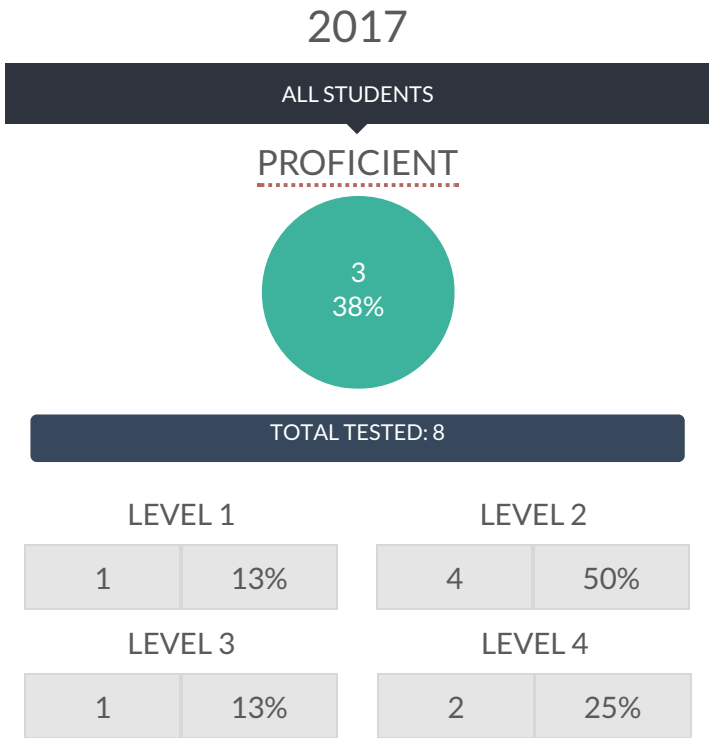 2017
ALL STUDENTS
PROFICIENT
3
38%
TOTAL TESTED: 8
LEVEL 1 LEVEL 2
1 13% 4 50%
LEVEL 3 LEVEL 4
1 13% 2 25%